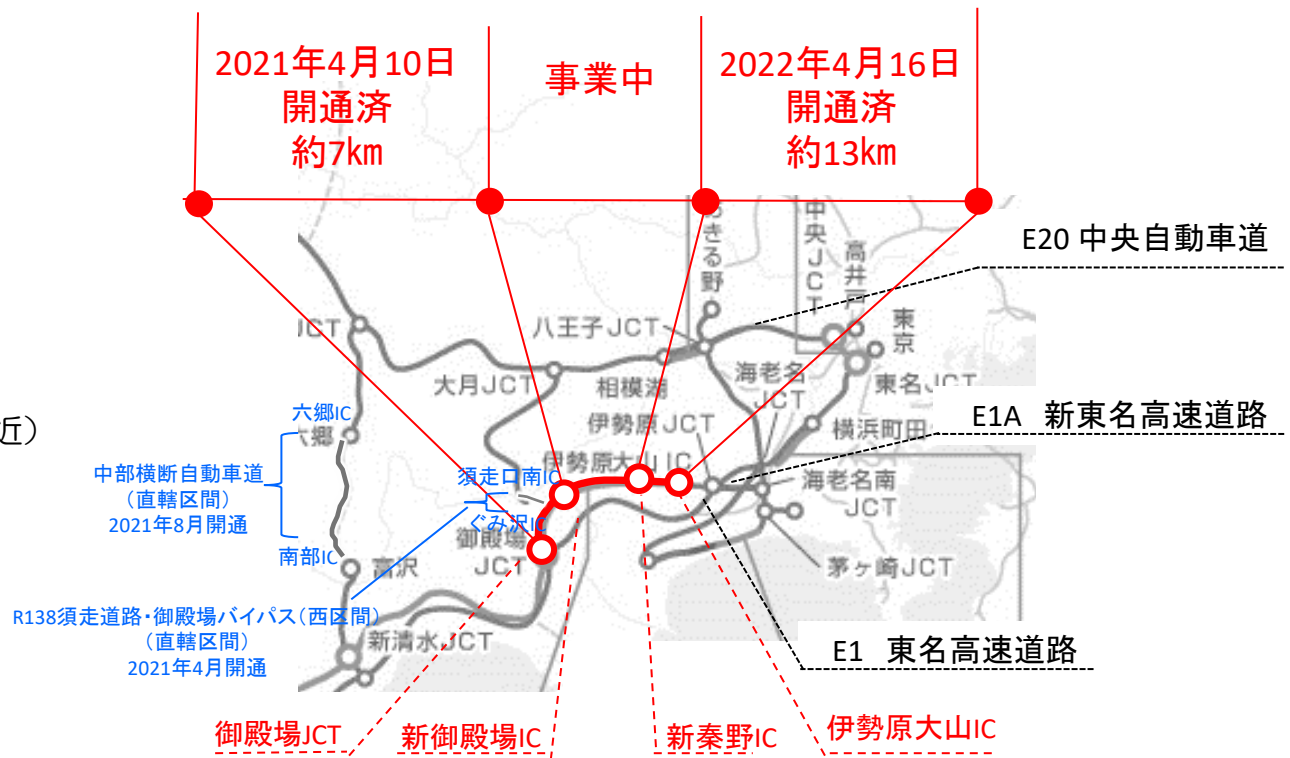 2021年4月10日
開通済
約7㎞
事業中
2022年4月16日
開通済
約13㎞
きる野
中央JCT
高井戸
E20 中央自動車道
JCT
八王子JCT
東京
大月JCT
相模湖
海老名
JCT
東名JCT
六郷IC
六郷
近）
伊勢原JCT
横浜町田
E1A 新東名高速道路
中部横断自動車道
（直轄区間）
2021年8月開通
須走口南IC
伊勢原大山IC
海老名南
JCT
ぐみ沢IC
御殿場
JCT
南部IC
富沢
茅ヶ崎JCT
R138須走道路・御殿場バイパス（西区間）
（直轄区間）
2021年4月開通
新清水JCT
E1 東名高速道路
御殿場JCT
新御殿場IC
新秦野IC
伊勢原大山IC